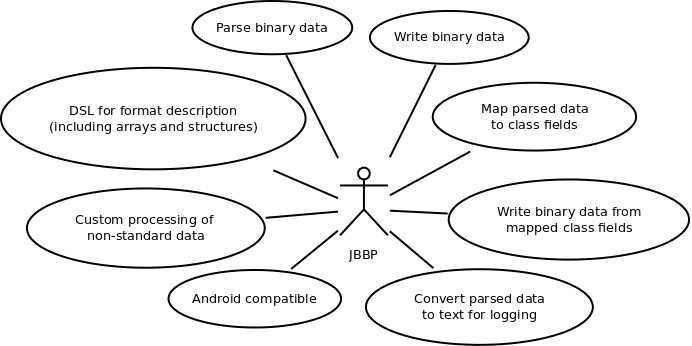 Parse binary data
Write binary data
DSL for format description
(including arrays and structures)
Map parsed data
to class fields
Custom processing of
non-standard data
Write binary data from
mapped class fields
JBBP
Android compatible
Convert parsed data
to text for logging